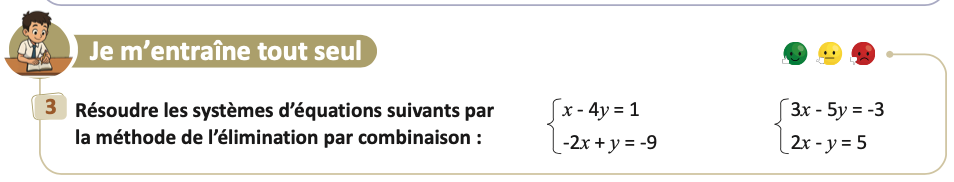 Je m'entraîne tout seul
3 Résoudre les systèmes d'équations suivants par
la méthode de l'élimination par combinaison :
x - 4y = 1
-2x + y = -9
3x - 5y = -3
2x - y = 5